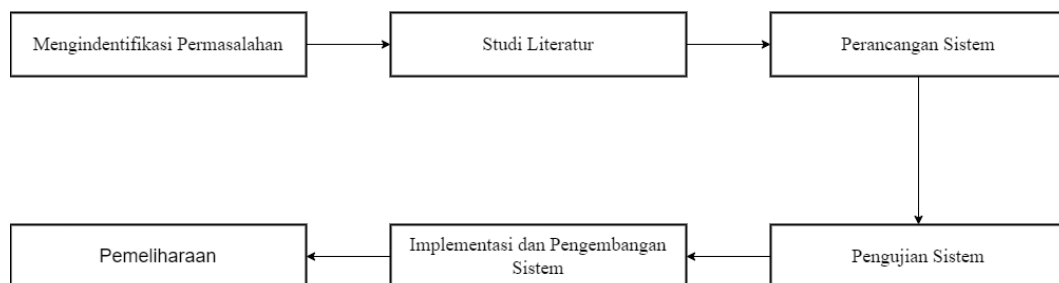 Mengindentifikasi Permasalahan
Studi Literatur
Perancangan Sistem
Pengujian Sistem
Implementasi dan Pengembangan
Sistem
Pemeliharaan